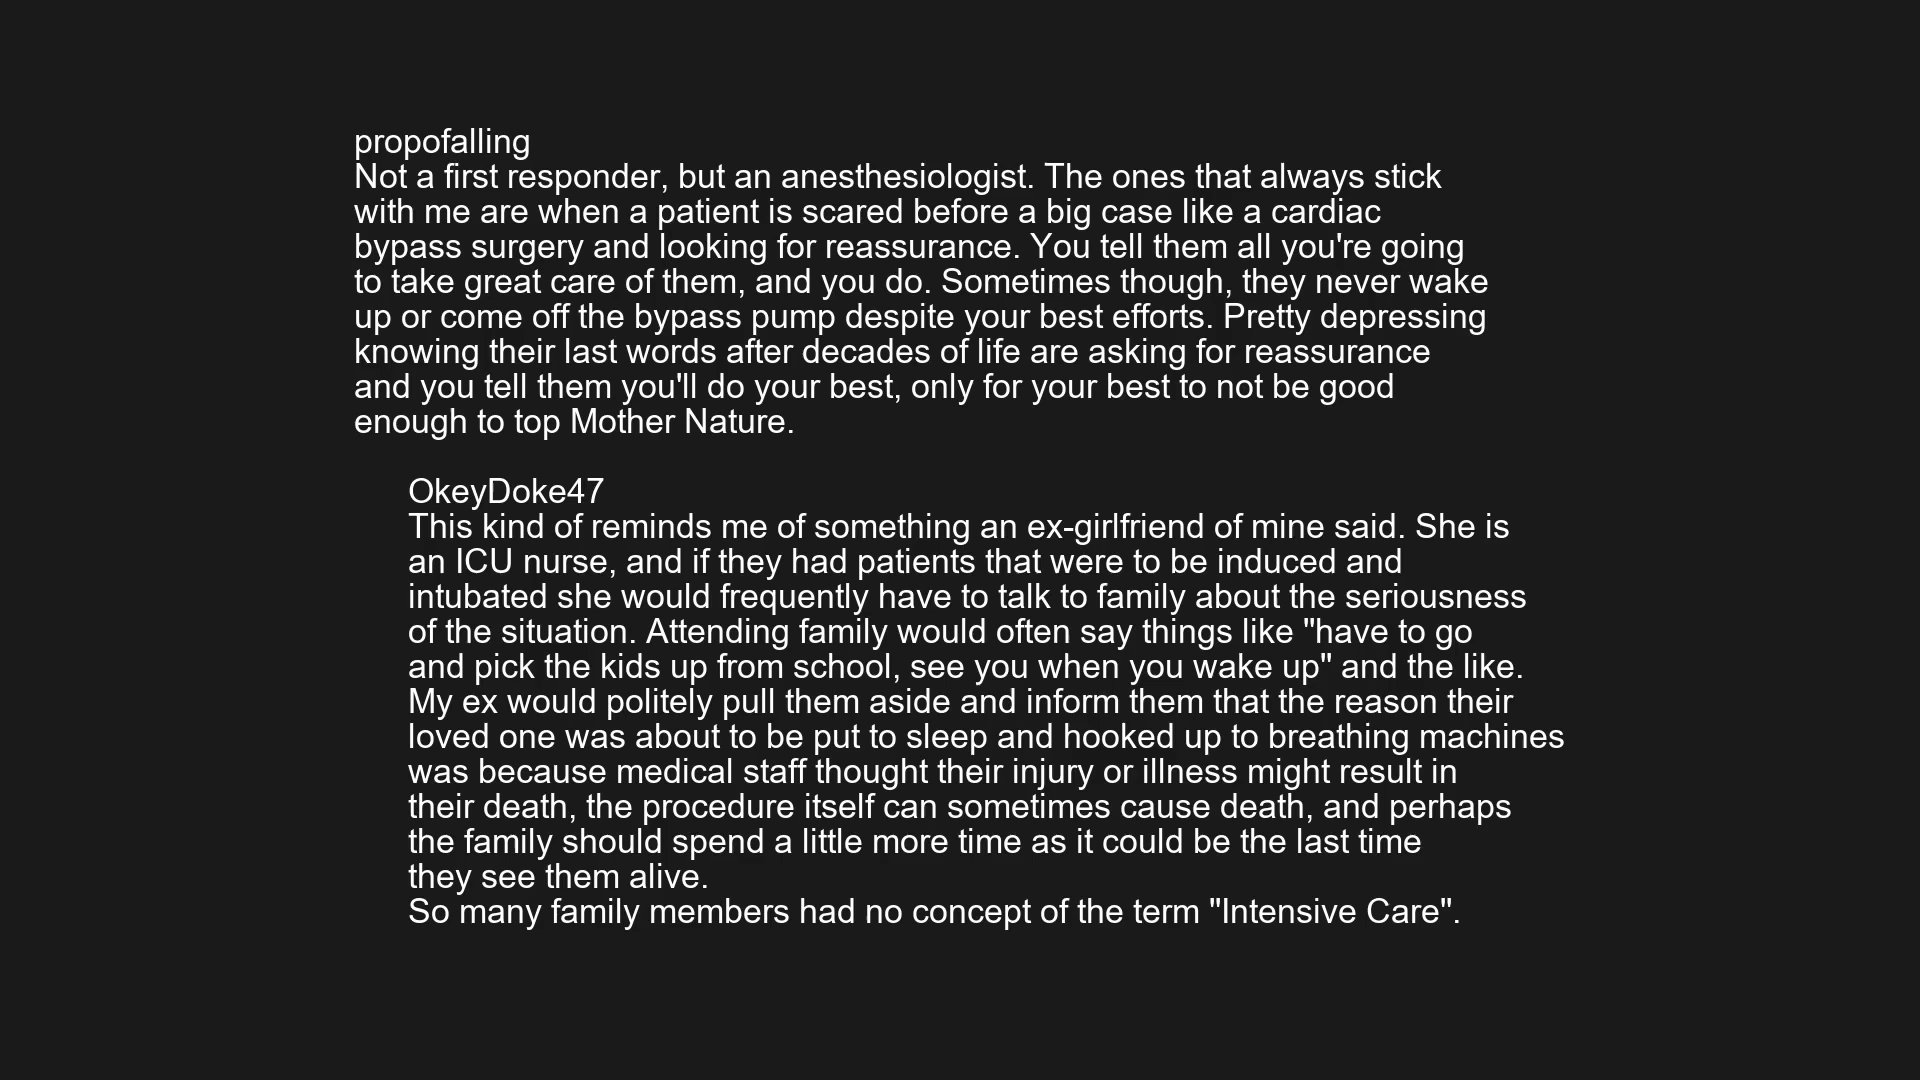 propofalling
Not a first responder, but an anesthesiologist. The ones that always stick
with me are when a patient is scared before a big case like a cardiac
bypass surgery and looking for reassurance. You tell them all you're going
to take great care of them, and you do. Sometimes though, they never wake
up or come off the bypass pump despite your best efforts. Pretty depressing
knowing their last words after decades of life are asking for reassurance
and you tell them you'll do your best, only for your best to not be good
enough to top Mother Nature.
OkeyDoke47
This kind of reminds me of something an ex-girlfriend of mine said. She is
an ICU nurse, and if they had patients that were to be induced and
intubated she would frequently have to talk to family about the seriousness
of the situation. Attending family would often say things like "have to go
and pick the kids up from school, see you when you wake up" and the like.
My ex would politely pull them aside and inform them that the reason their
loved one was about to be put to sleep and hooked up to breathing machines
was because medical staff thought their injury or illness might result in
their death, the procedure itself can sometimes cause death, and perhaps
the family should spend a little more time as it could be the last time
they see them alive.
So many family members had no concept of the term "Intensive Care".